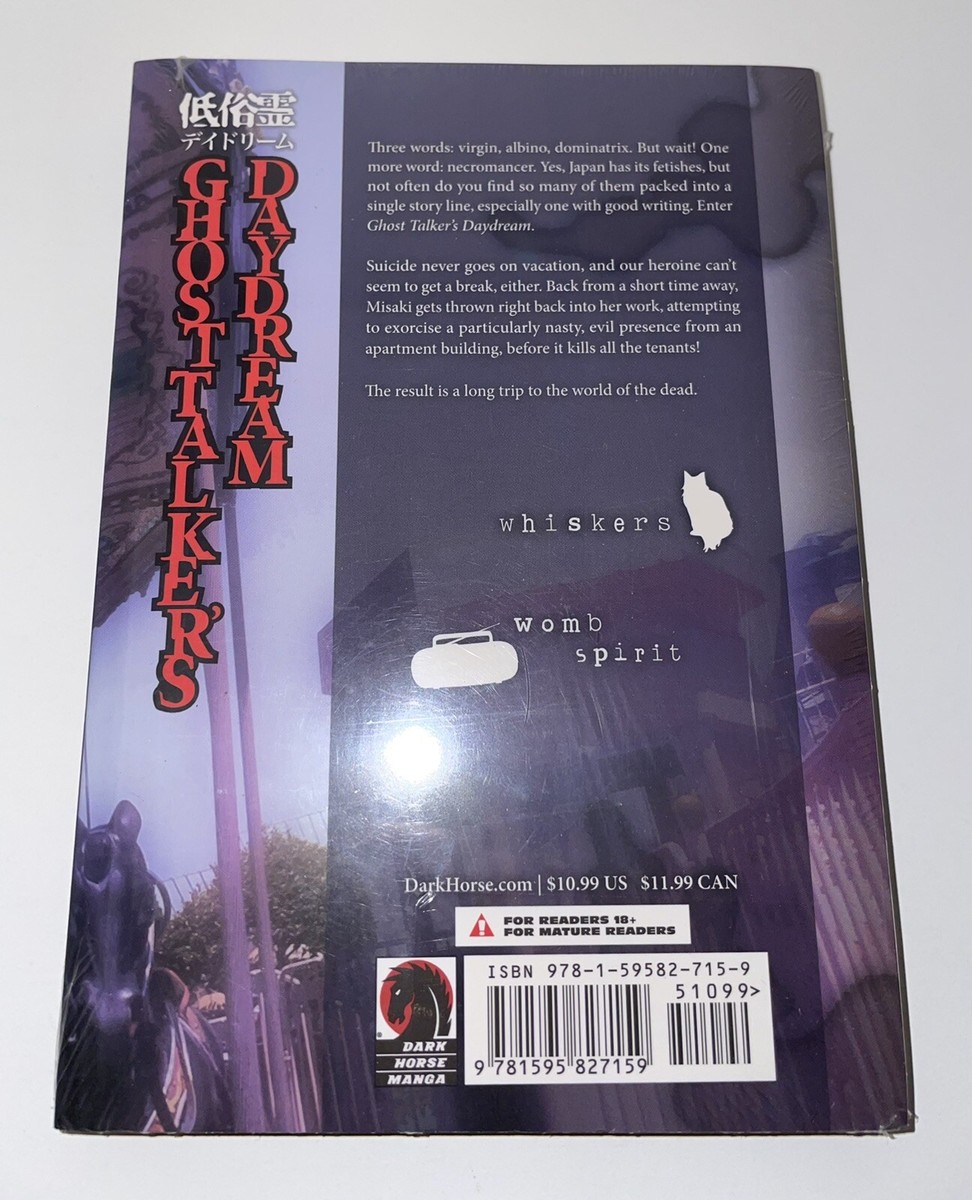 低俗霊
デイドリーム
GHOST TALKER'S
DAYDREAM
Three words: virgin, albino, dominatrix. But wait! One
more word: necromancer. Yes, Japan has its fetishes, but
not often do you find so many of them packed into a
single story line, especially one with good writing. Enter
Ghost Talker's Daydream.
Suicide never goes on vacation, and our heroine can't
seem to get a break, either. Back from a short time away,
Misaki gets thrown right back into her work, attempting
to exorcise a particularly nasty, evil presence from an
apartment building, before it kills all the tenants!
The result is a long trip to the world of the dead.
whiskers
womb
spirit
DarkHorse.com | $10.99 US $11.99 CAN
FOR READERS 18+
FOR MATURE READERS
ISBN 978-1-59582-715-9
51099>
9 781595 827159
DARK
HORSE
MANGA